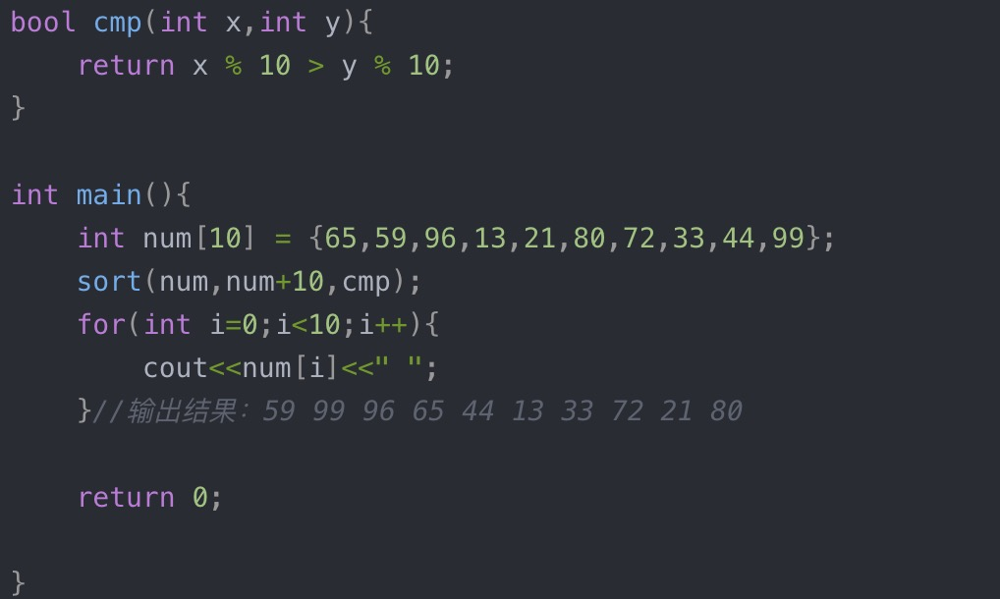 bool cmp(int x,int y){
    return x % 10 > y % 10;
}
int main(){
    int num[10] = {65,59,96,13,21,80,72,33,44,99};
    sort(num,num+10,cmp);
    for(int i=0;i<10;i++){
        cout<<num[i]<<" ";
    }//输出结果：59 99 96 65 44 13 33 72 21 80
    return 0;
}